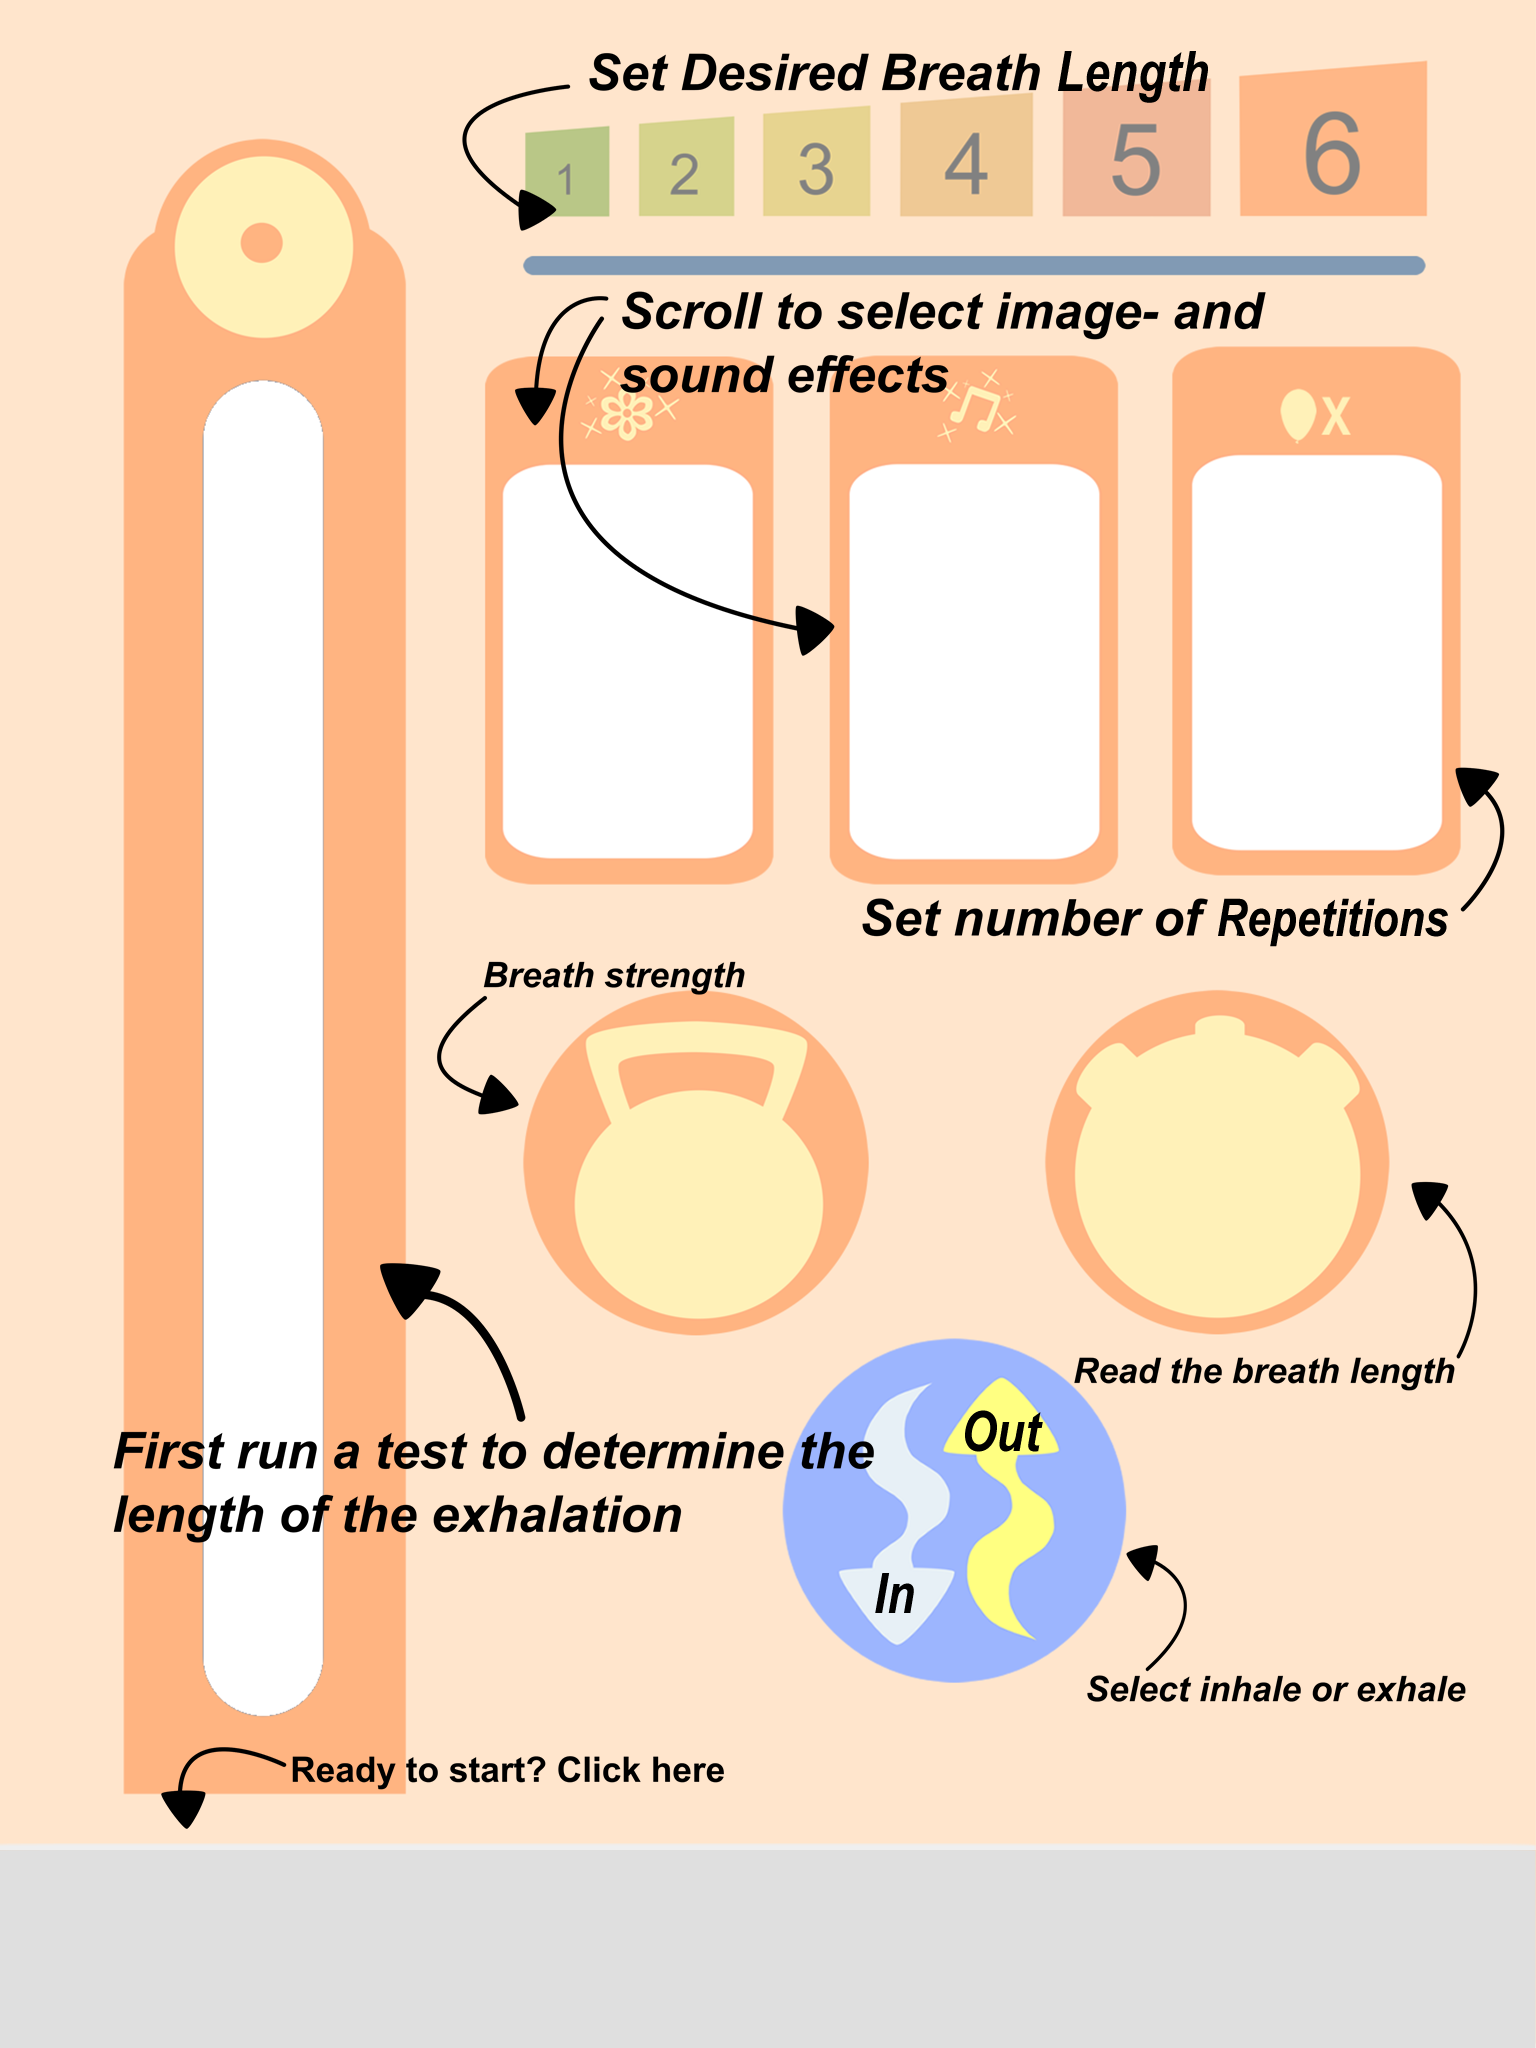 Set Desired Breath Length
1 2 3 4 5 6
Scroll to select image- and
sound effects
X
Set number of Repetitions
Breath strength
Read the breath length
First run a test to determine the
length of the exhalation
Out
In
Select inhale or exhale
Ready to start? Click here